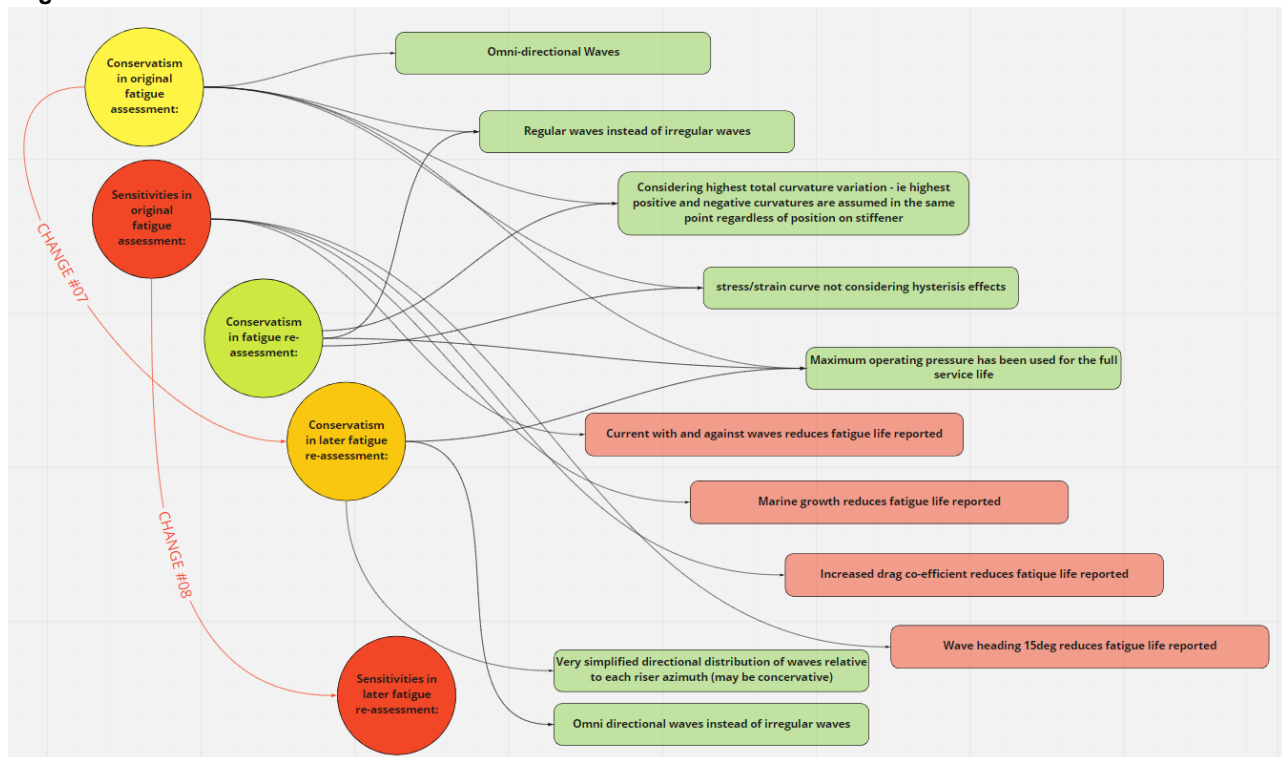 Conservatism
in original
fatigue
assessment:
Omni-directional Waves
Regular waves instead of irregular waves
Considering highest total curvature variation - ie highest
positive and negative curvatures are assumed in the same
point regardless of position on stiffener
Sensitivities in
original
fatigue
assessment:
CHANGE #07
stress/strain curve not considering hysterisis effects
Conservatism
in fatigue re-
assessment:
Maximum operating pressure has been used for the full
service life
Conservatism
in later fatigue
re-assessment:
Current with and against waves reduces fatigue life reported
Marine growth reduces fatigue life reported
CHANGE #08
Increased drag co-efficient reduces fatique life reported
Wave heading 15deg reduces fatigue life reported
Very simplified directional distribution of waves relative
to each riser azimuth (may be concervative)
Sensitivities in
later fatigue
re-assessment:
Omni directional waves instead of irregular waves